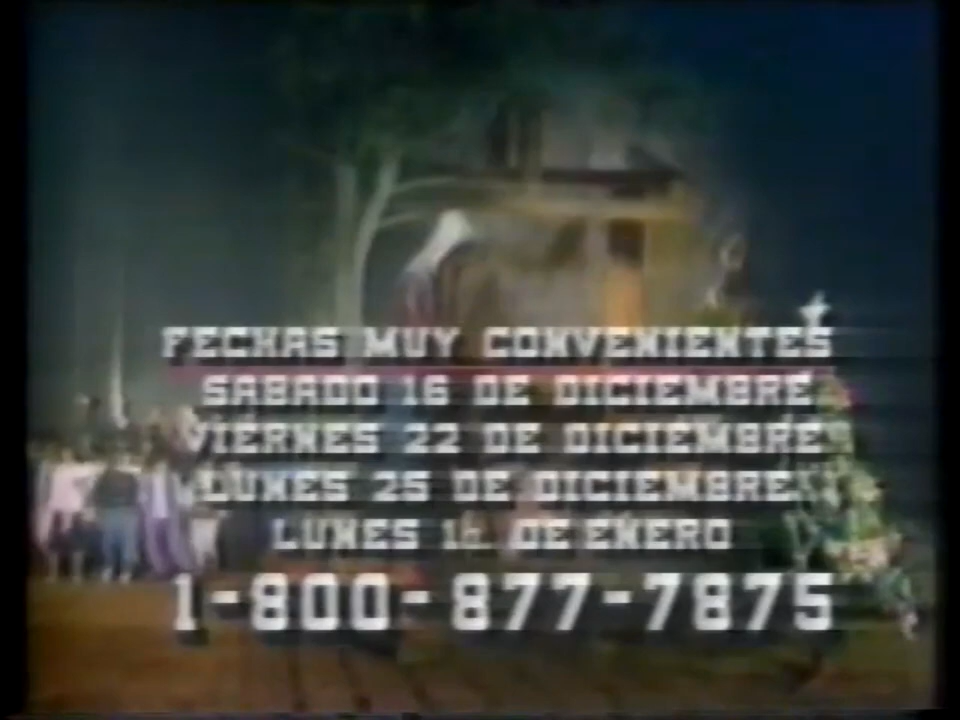 FECHAS MUY CONVENIENTES
SABADO 16 DE DICIEMBRE
VIERNES 22 DE DICIEMBRE
LUNES 25 DE DICIEMBRE
LUNES 1o. DE ENERO
1-800-877-7875